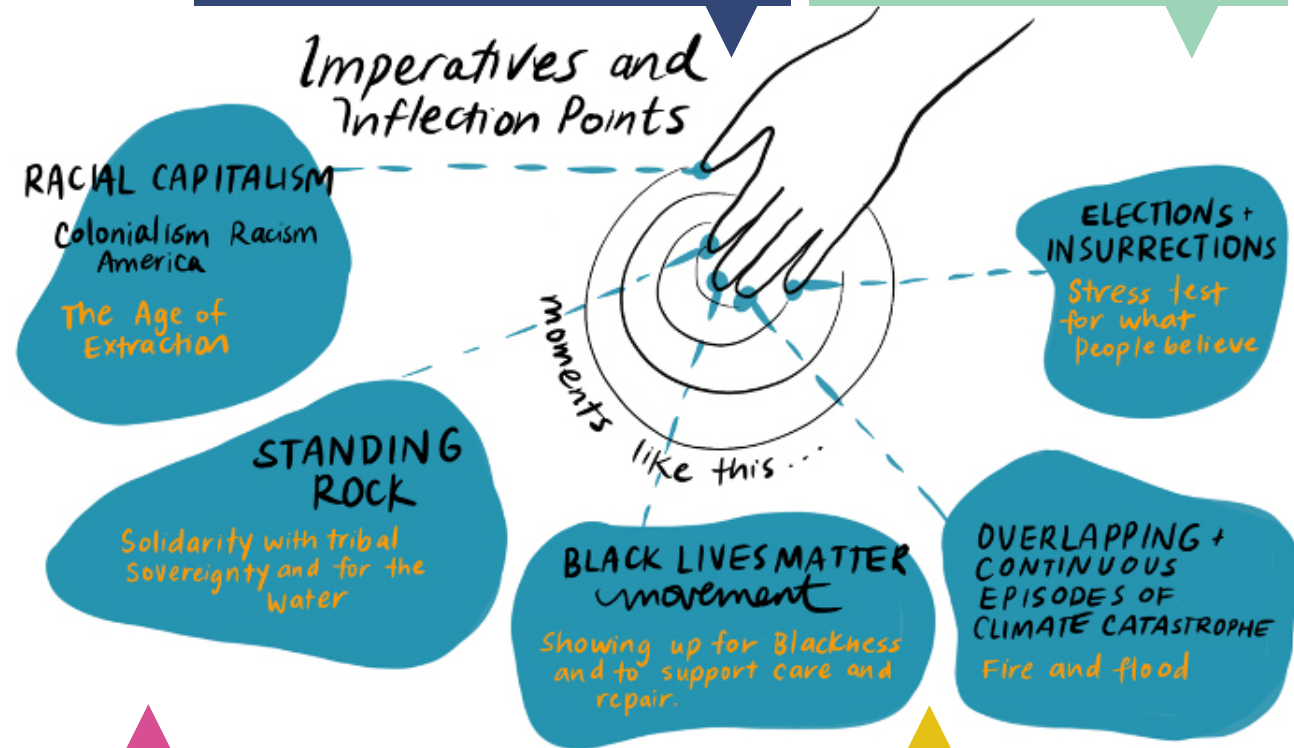 Imperatives and
Inflection Points
RACIAL CAPITALISM
Colonialism Racism
America
The Age of
Extraction
STANDING
ROCK
Solidarity with tribal
Sovereignty and for the
Water
moments like this...
BLACK LIVES MATTER
movement
Showing up for Blackness
and to support care and
repair.
ELECTIONS +
INSURRECTIONS
Stress test
for what
people believe
OVERLAPPING +
CONTINUOUS
EPISODES OF
CLIMATE CATASTROPHE
Fire and flood